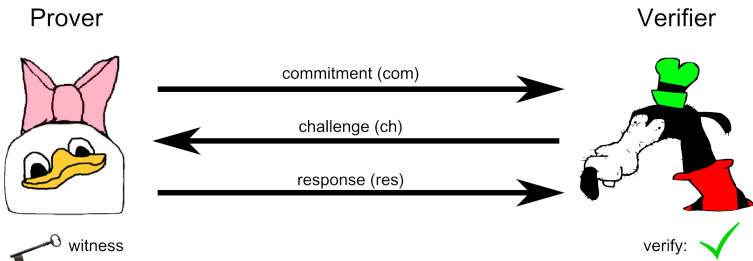 Prover
Verifier
commitment (com)
challenge (ch)
response (res)
witness
verify: